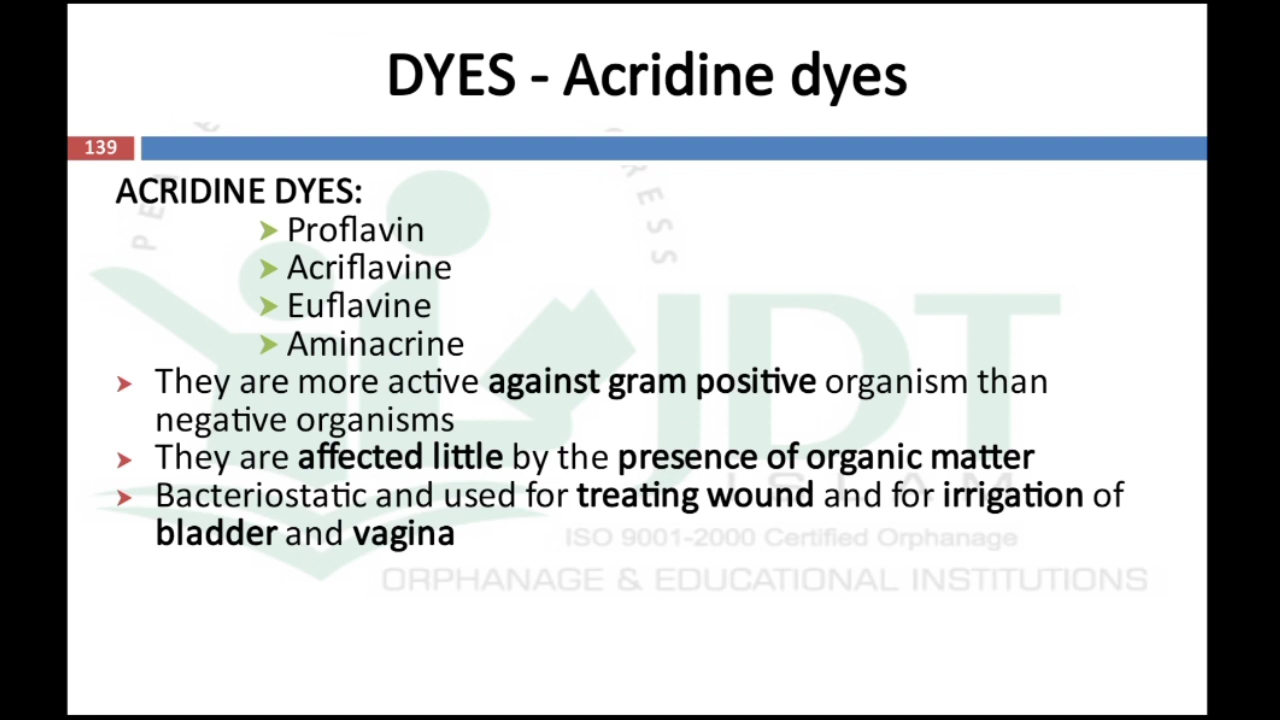 DYES - Acridine dyes
139
ACRIDINE DYES:
Proflavin
Acriflavine
Euflavine
Aminacrine
They are more active against gram positive organism than
negative organisms
They are affected little by the presence of organic matter
Bacteriostatic and used for treating wound and for irrigation of
bladder and vagina
JDT
ISLAM
ISO 9001-2000 Certified Orphanage
ORPHANAGE & EDUCATIONAL INSTITUTIONS